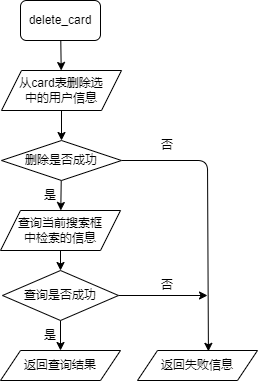 delete_card
从card表删除选
中的用户信息
否
删除是否成功
是
查询当前搜索框
中检索的信息
否
查询是否成功
是
返回查询结果
返回失败信息